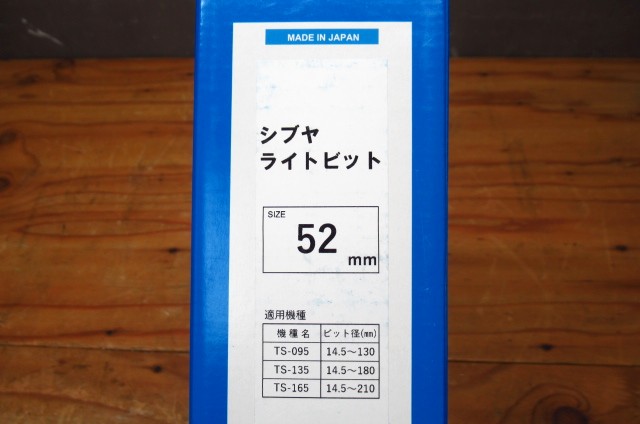 MADE IN JAPAN
シブヤ
ライトビット
SIZE
52 mm
適用機種
機種名 ビット径(㎜)
TS-095 14.5～130
TS-135 14.5～180
TS-165 14.5～210